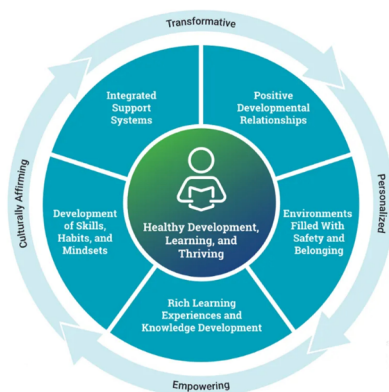 Transformative
Integrated
Support
Systems
Positive
Developmental
Relationships
Culturally Affirming
Personalized
Development
of Skills,
Habits, and
Mindsets
Healthy Development,
Learning, and
Thriving
Environments
Filled With
Safety and
Belonging
Rich Learning
Experiences and
Knowledge Development
Empowering